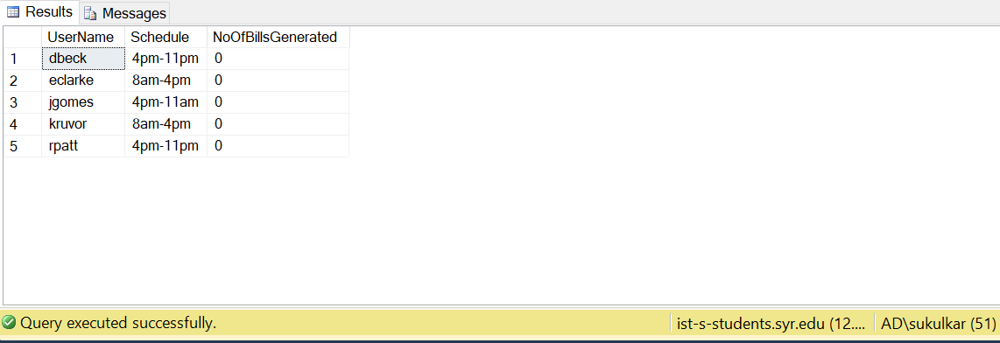 Results Messages
UserName Schedule NoOfBillsGenerated
1 dbeck 4pm-11pm 0
2 eclarke 8am-4pm 0
3 jgomes 4pm-11am 0
4 kruvor 8am-4pm 0
5 rpatt 4pm-11pm 0
Query executed successfully. ist-s-students.syr.edu (12.... AD\sukulkar (51)